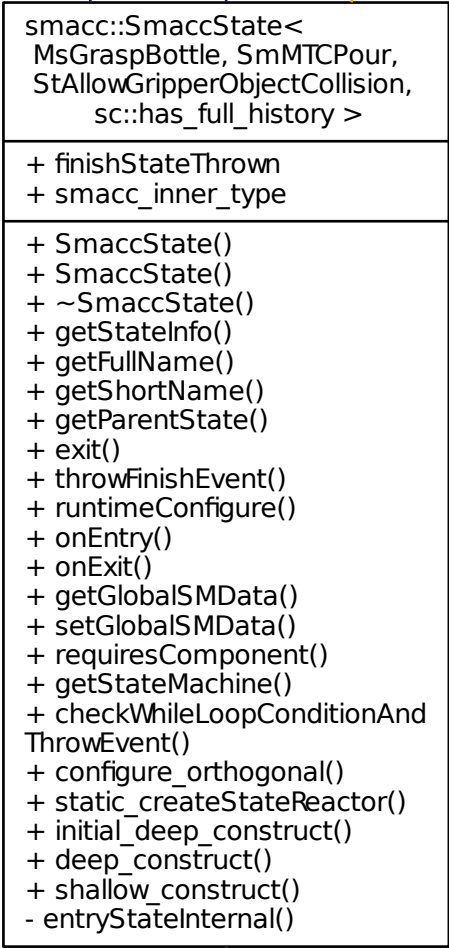 smacc::SmaccState<
MsGraspBottle, SmMTCPour,
StAllowGripperObjectCollision,
sc::has_full_history >
+ finishStateThrown
+ smacc_inner_type
+ SmaccState()
+ SmaccState()
+ ~SmaccState()
+ getStateInfo()
+ getFullName()
+ getShortName()
+ getParentState()
+ exit()
+ throwFinishEvent()
+ runtimeConfigure()
+ onEntry()
+ onExit()
+ getGlobalSMData()
+ setGlobalSMData()
+ requiresComponent()
+ getStateMachine()
+ checkWhileLoopConditionAnd
ThrowEvent()
+ configure_orthogonal()
+ static_createStateReactor()
+ initial_deep_construct()
+ deep_construct()
+ shallow_construct()
- entryStateInternal()